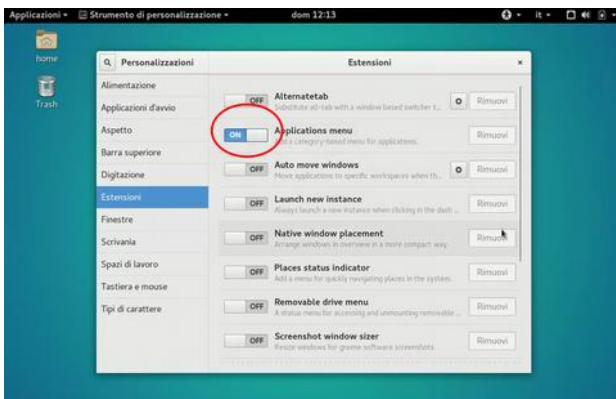 Applicazioni Strumento di personalizzazione dom 12:13 it
home
Trash
Personalizzazioni Estensioni
Alimentazione
Applicazioni d'avvio
Aspetto
Barra superiore
Digitazione
Estensioni
Finestre
Scrivania
Spazi di lavoro
Tastiera e mouse
Tipi di carattere
OFF Alternatetab Rimuovi
Substitute alt-tab with a window based switcher t...
ON Applications menu Rimuovi
Add a category-based menu for applications.
OFF Auto move windows Rimuovi
Move applications to specific workspaces when th...
OFF Launch new instance Rimuovi
Always launch a new instance when clicking in the dash ...
OFF Native window placement Rimuovi
Arrange windows in overview in a more compact way.
OFF Places status indicator Rimuovi
Add a menu for quickly navigating places in the system.
OFF Removable drive menu Rimuovi
A status menu for accessing and unmounting removable ...
OFF Screenshot window sizer Rimuovi
Resize windows for gnome software screenshots